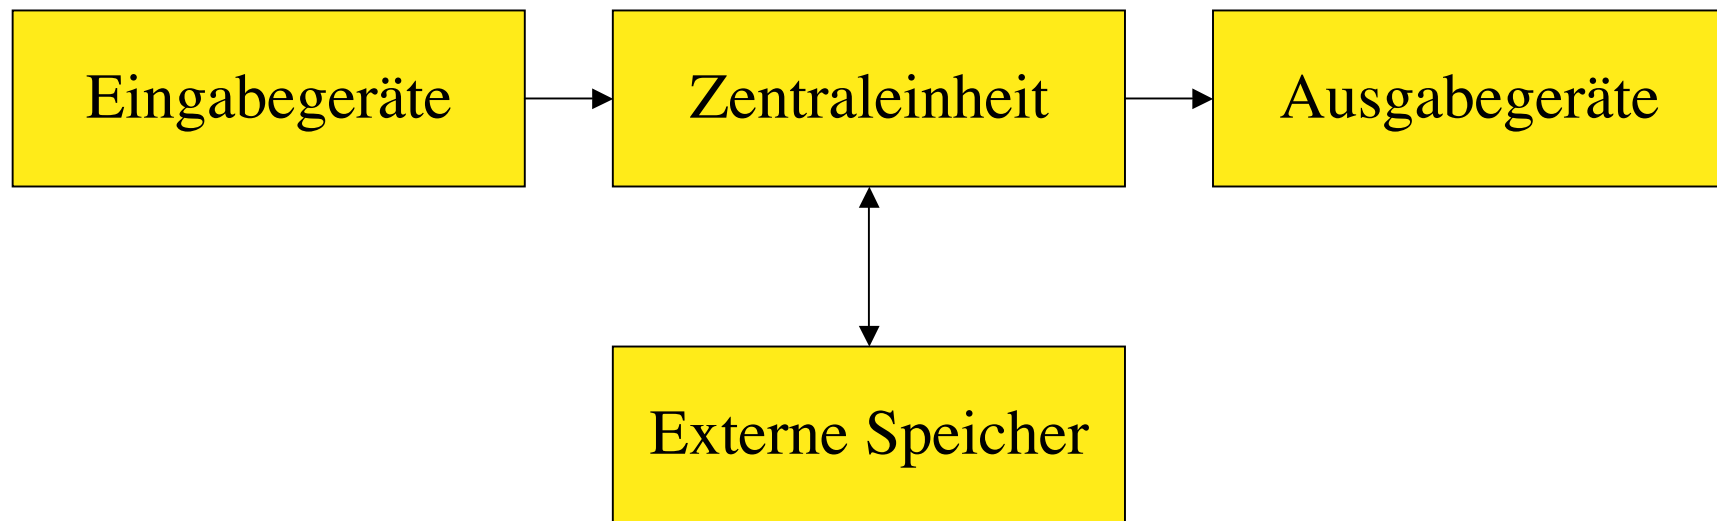 Eingabegeräte
Zentraleinheit
Ausgabegeräte
Externe Speicher